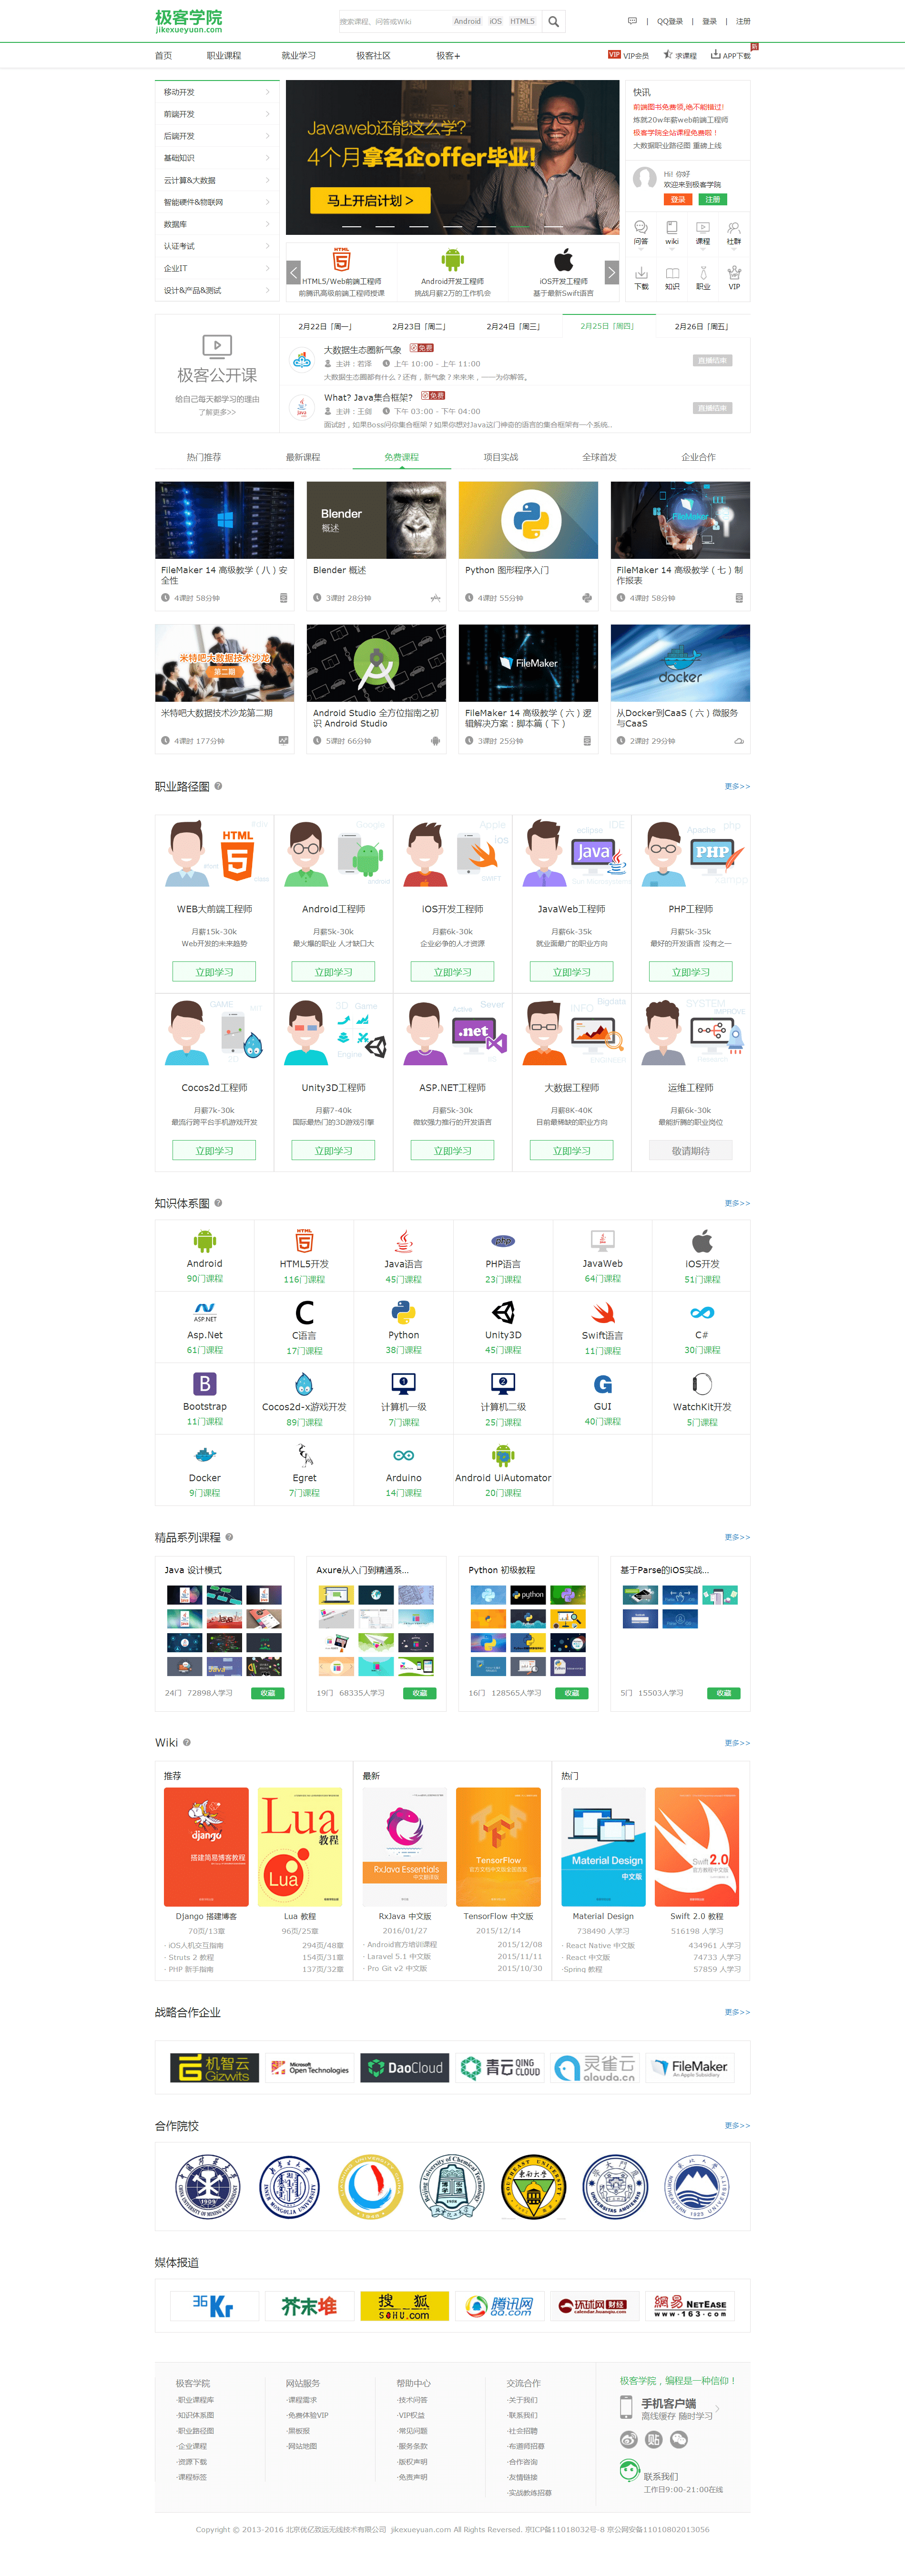 极客学院
jikexueyuan.com
搜索课程、问答或Wiki Android iOS HTML5
QQ登录 | 登录 | 注册
首页 职业课程 就业学习 极客社区 极客+
VIP VIP会员 求课程 APP下载
移动开发
前端开发
后端开发
基础知识
云计算&大数据
智能硬件&物联网
数据库
认证考试
企业IT
设计&产品&测试
Javaweb还能这么学?
4个月拿名企offer毕业!
马上开启计划 >
HTML5/Web前端工程师
前腾讯高级前端工程师授课
Android开发工程师
挑战月薪2万的工作机会
iOS开发工程师
基于最新Swift语言
快讯
前端图书免费领,他不能错过!
炼就20w年薪web前端工程师
极客学院全站课程免费啦！
大数据职业路径图 重磅上线
Hi! 你好
欢迎来到极客学院
登录 注册
问答 wiki 课程 社群
下载 知识 职业 VIP
极客公开课
给自己每天都学习的理由
了解更多>>
2月22日「周一」 2月23日「周二」 2月24日「周三」 2月25日「周四」 2月26日「周五」
大数据生态圈新气象 免费
主讲：若泽 上午 10:00 - 上午 11:00
大数据生态圈都有什么？还有，新气象？来来来，一一为你解答。
直播结束
What? Java集合框架? 免费
主讲：王剑 下午 03:00 - 下午 04:00
面试时，如果Boss问你集合框架？如果你想对Java这门神奇的语言的集合框架有一个系统...
直播结束
热门推荐 最新课程 免费课程 项目实战 全球首发 企业合作
Blender
概述
FileMaker
FileMaker 14 高级教学（八）安全性
4课时 58分钟
Blender 概述
3课时 28分钟
Python 图形程序入门
4课时 55分钟
FileMaker 14 高级教学（七）制作报表
4课时 58分钟
米特吧大数据技术沙龙
第二期
FileMaker
docker
米特吧大数据技术沙龙第二期
4课时 177分钟
Android Studio 全方位指南之初识 Android Studio
5课时 66分钟
FileMaker 14 高级教学（六）逻辑解决方案：脚本篇（下）
3课时 25分钟
从Docker到CaaS（六）微服务与CaaS
2课时 29分钟
职业路径图 更多>>
WEB大前端工程师
月薪15k-30k
Web开发的未来趋势
立即学习
Android工程师
月薪5k-30k
最火爆的职业 人才缺口大
立即学习
iOS开发工程师
月薪6k-30k
企业必争的人才资源
立即学习
JavaWeb工程师
月薪6k-35k
就业面最广的职业方向
立即学习
PHP工程师
月薪5k-35k
最好的开发语言 没有之一
立即学习
Cocos2d工程师
月薪7k-30k
最流行跨平台手机游戏开发
立即学习
Unity3D工程师
月薪7-40k
国际最热门的3D游戏引擎
立即学习
ASP.NET工程师
月薪5k-30k
微软强力推行的开发语言
立即学习
大数据工程师
月薪8K-40K
目前最稀缺的职业方向
立即学习
运维工程师
月薪6k-30k
最能折腾的职业岗位
敬请期待
知识体系图 更多>>
Android
90门课程
HTML5开发
116门课程
Java语言
45门课程
PHP语言
23门课程
JavaWeb
64门课程
iOS开发
51门课程
Asp.Net
61门课程
C语言
17门课程
Python
38门课程
Unity3D
45门课程
Swift语言
11门课程
C#
30门课程
Bootstrap
11门课程
Cocos2d-x游戏开发
89门课程
计算机一级
7门课程
计算机二级
25门课程
GUI
40门课程
WatchKit开发
5门课程
Docker
9门课程
Egret
7门课程
Arduino
14门课程
Android UiAutomator
20门课程
精品系列课程 更多>>
Java 设计模式
24门 72898人学习 收藏
Axure从入门到精通系...
19门 68335人学习 收藏
Python 初级教程
16门 128565人学习 收藏
基于Parse的IOS实战...
5门 15503人学习 收藏
Wiki 更多>>
推荐
django
搭建简易博客教程
Lua
教程
Lua
Django 搭建博客
70页/13章
Lua 教程
96页/25章
· iOS人机交互指南 294页/48章
· Struts 2 教程 154页/31章
· PHP 新手指南 137页/32章
最新
RxJava Essentials
中文翻译版
TensorFlow
官方文档中文版全面首发
RxJava 中文版
2016/01/27
TensorFlow 中文版
2015/12/14
· Android官方培训课程 2015/12/08
· Laravel 5.1 中文版 2015/11/11
· Pro Git v2 中文版 2015/10/30
热门
Material Design
中文版
Swift 2.0
官方教程中文版
Material Design
738490 人学习
Swift 2.0 教程
516198 人学习
· React Native 中文版 434961 人学习
· React 中文版 74733 人学习
·Spring 教程 57859 人学习
战略合作企业 更多>>
机智云
Gizwits
Microsoft
Open Technologies
DaoCloud
青云 QING CLOUD
灵雀云
alauda.cn
FileMaker
An Apple Subsidiary
合作院校 更多>>
媒体报道
36Kr
芥末堆
搜狐
SOHU.com
腾讯网
QQ.com
环球网 财经
calendar.huanqiu.com
網易 NETEASE
www.163.com
极客学院
·职业课程库
·知识体系图
·职业路径图
·企业课程
·资源下载
·课程标签
网站服务
·课程需求
·免费体验VIP
·黑板报
·网站地图
帮助中心
·技术问答
·VIP权益
·常见问题
·服务条款
·版权声明
·免责声明
交流合作
·关于我们
·联系我们
·社会招聘
·布道师招募
·合作咨询
·友情链接
·实战教练招募
极客学院，编程是一种信仰！
手机客户端
离线缓存 随时学习
联系我们
工作日9:00-21:00在线
Copyright © 2013-2016 北京优亿致远无线技术有限公司 jikexueyuan.com All Rights Reversed. 京ICP备11018032号-8 京公网安备11010802013056